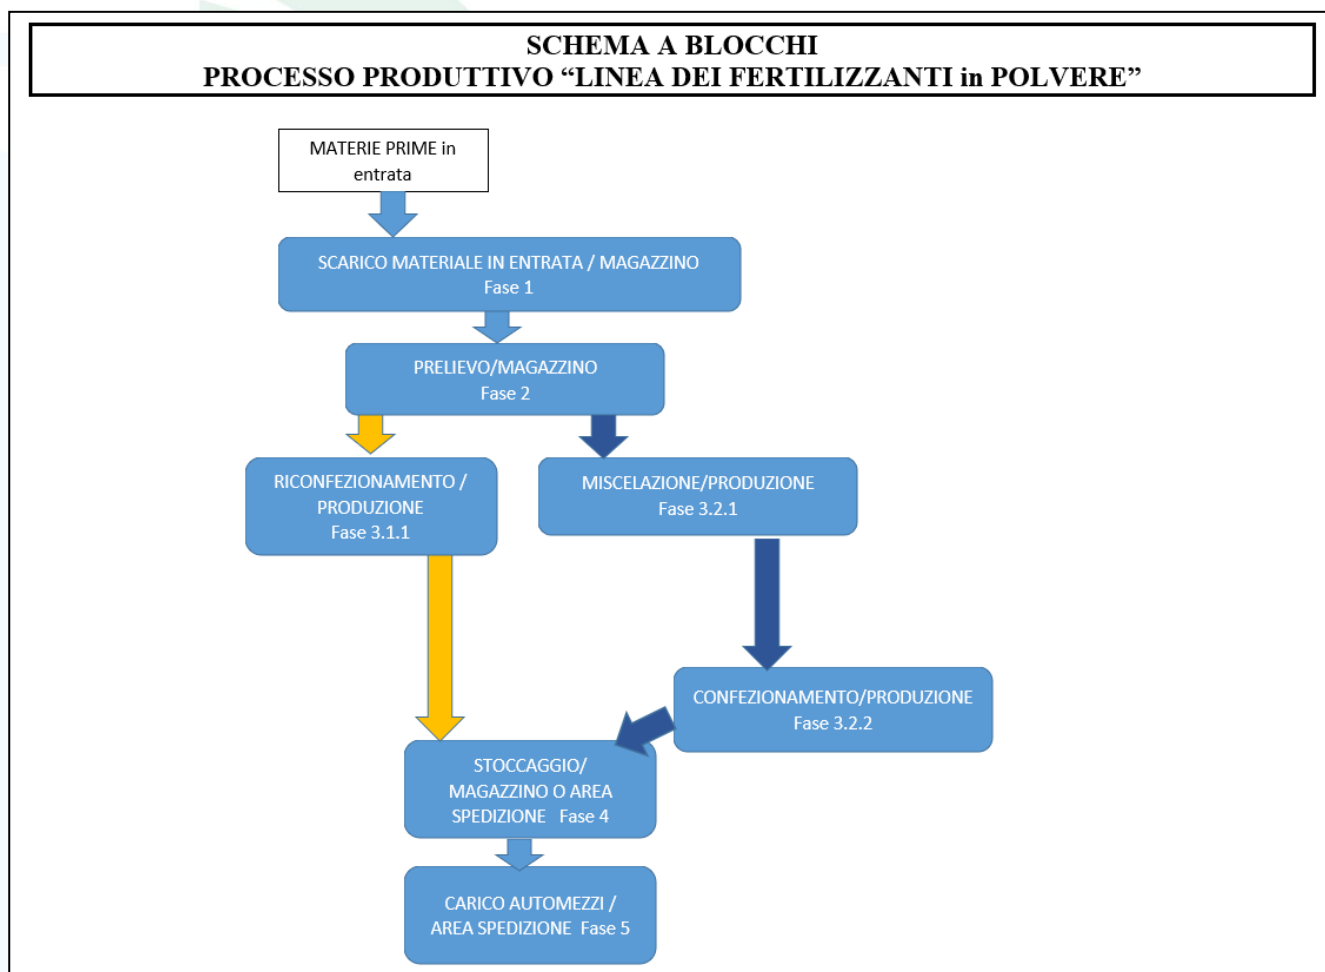 SCHEMA A BLOCCHI
PROCESSO PRODUTTIVO “LINEA DEI FERTILIZZANTI in POLVERE”
MATERIE PRIME in
entrata
SCARICO MATERIALE IN ENTRATA / MAGAZZINO
Fase 1
PRELIEVO/MAGAZZINO
Fase 2
RICONFEZIONAMENTO /
PRODUZIONE
Fase 3.1.1
MISCELAZIONE/PRODUZIONE
Fase 3.2.1
CONFEZIONAMENTO/PRODUZIONE
Fase 3.2.2
STOCCAGGIO/
MAGAZZINO O AREA
SPEDIZIONE Fase 4
CARICO AUTOMEZZI /
AREA SPEDIZIONE Fase 5